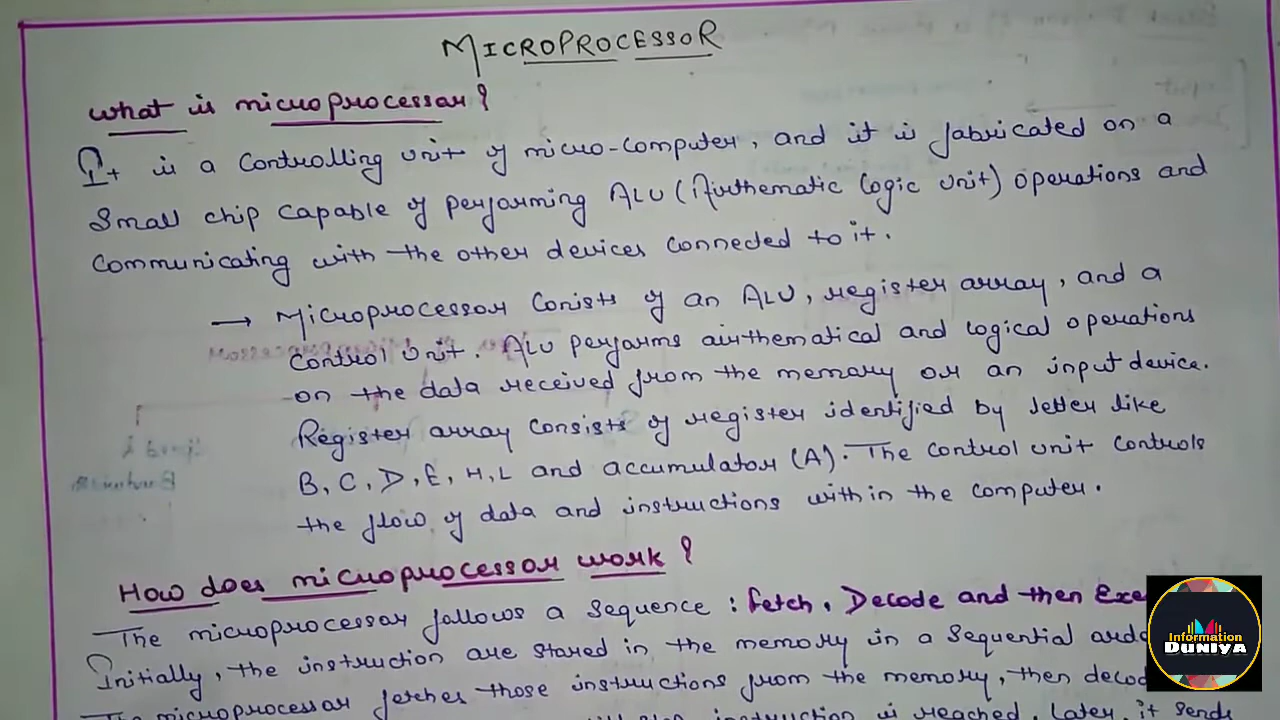 MICROPROCESSOR
What is microprocessor?
It is a controlling unit of micro-computer, and it is fabricated on a
Small chip capable of performing ALU (Airthematic Logic Unit) operations and
communicating with the other devices connected to it.
→ Microprocessor Conists of an ALU, register array, and a
control unit. ALU performs airthematical and logical operations
on the data received from the memory or an input device.
Register array consists of register identified by letter like
B, C, D, E, H, L and accumulator (A). The control unit controls
the flow of data and instructions within the computer.
How does microprocessor work?
The microprocessor follows a sequence: Fetch, Decode and then Exe
Initially, the instruction are stored in the memory in a sequential orde
The microprocessor fetches those instructions from the memory, then decod
instruction is reached. Later, it sends
Information
DUNIYA